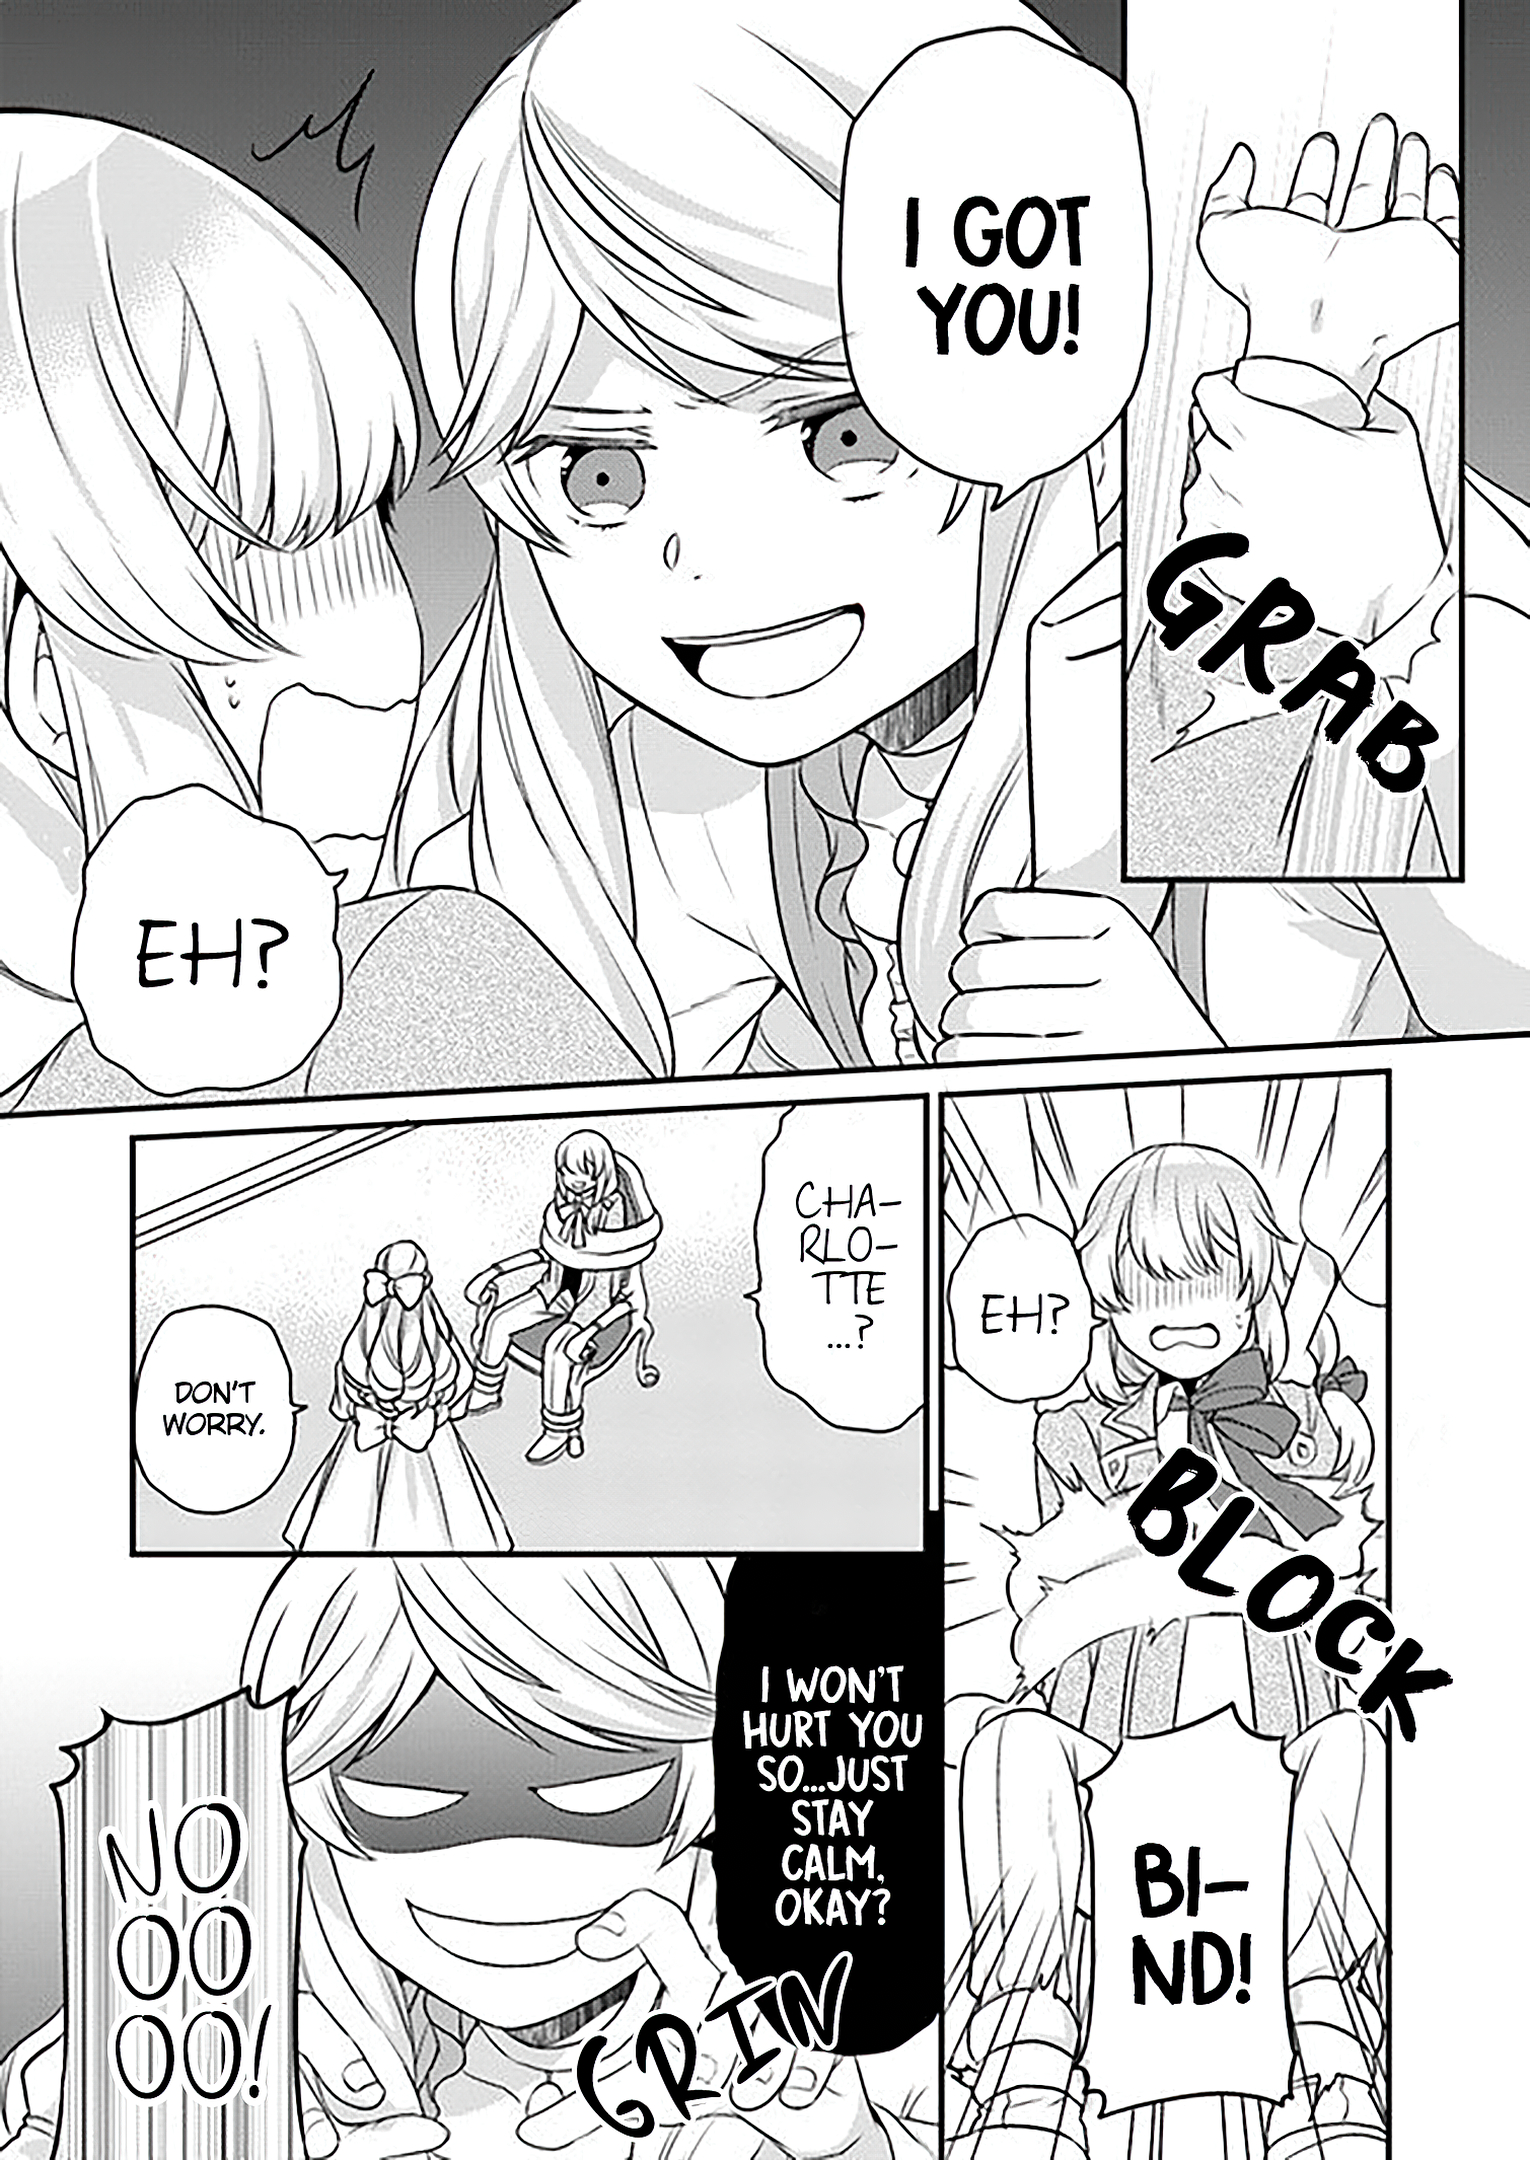 GRAB
I GOT
YOU!
EH?
EH?
BLOCK
BI-
ND!
CHA-
RLO-
TTE
...?
DON'T
WORRY.
I WON'T
HURT YOU
SO...JUST
STAY
CALM,
OKAY?
GRIN
NO
OO
OO!